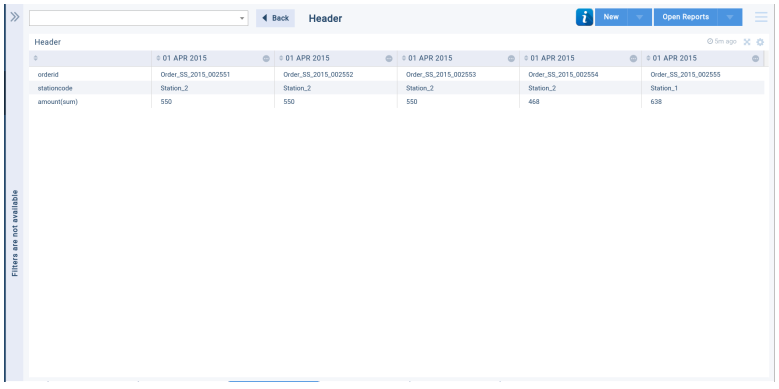 Back Header i New Open Reports
Header 5m ago
01 APR 2015 01 APR 2015 01 APR 2015 01 APR 2015 01 APR 2015
orderid Order_SS_2015_002551 Order_SS_2015_002552 Order_SS_2015_002553 Order_SS_2015_002554 Order_SS_2015_002555
stationcode Station_2 Station_2 Station_2 Station_2 Station_1
amount(sum) 550 550 550 468 638
Filters are not available